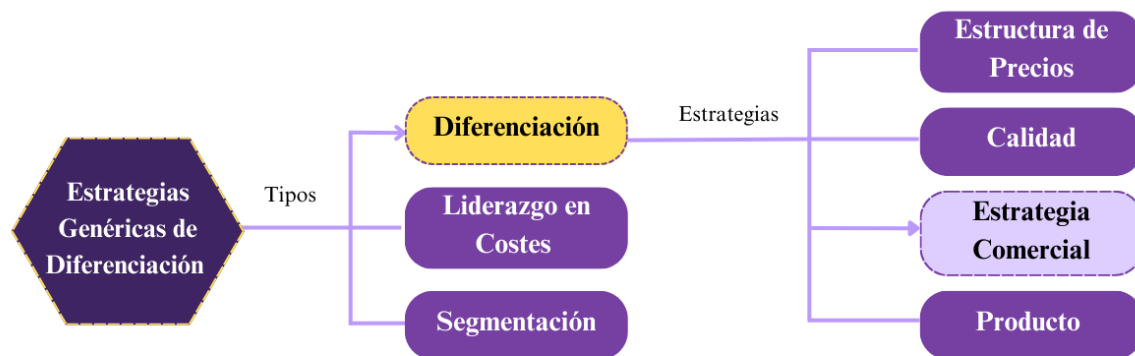 Estrategias
Genéricas de
Diferenciación
Tipos
Diferenciación
Liderazgo en
Costes
Segmentación
Estrategias
Estructura de
Precios
Calidad
Estrategia
Comercial
Producto